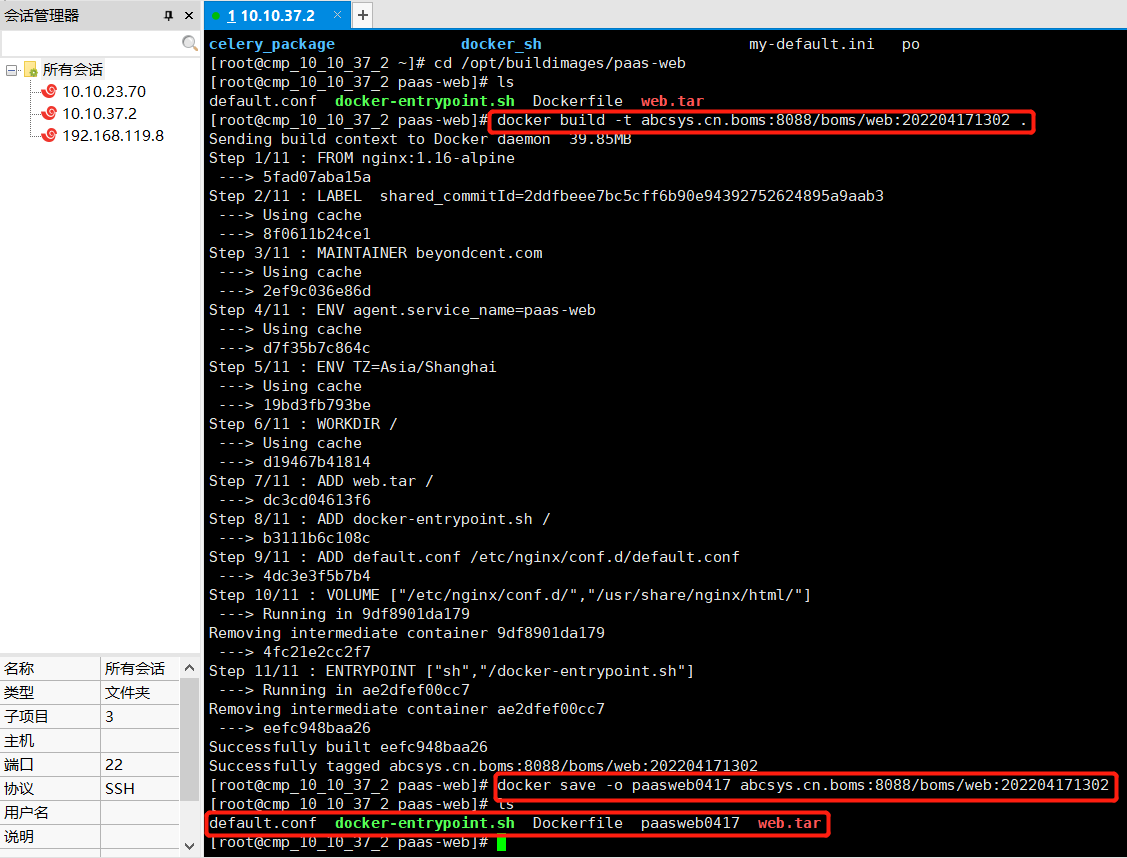 会话管理器
所有会话
10.10.23.70
10.10.37.2
192.168.119.8
名称 所有会话
类型 文件夹
子项目 3
主机
端口 22
协议 SSH
用户名
说明
1 10.10.37.2 × +
celery_package docker_sh my-default.ini po
[root@cmp_10_10_37_2 ~]# cd /opt/buildimages/paas-web
[root@cmp_10_10_37_2 paas-web]# ls
default.conf docker-entrypoint.sh Dockerfile web.tar
[root@cmp_10_10_37_2 paas-web]# docker build -t abcsys.cn.boms:8088/boms/web:202204171302 .
Sending build context to Docker daemon 39.85MB
Step 1/11 : FROM nginx:1.16-alpine
---> 5fad07aba15a
Step 2/11 : LABEL shared_commitId=2ddfbeee7bc5cff6b90e94392752624895a9aab3
---> Using cache
---> 8f0611b24ce1
Step 3/11 : MAINTAINER beyondcent.com
---> Using cache
---> 2ef9c036e86d
Step 4/11 : ENV agent.service_name=paas-web
---> Using cache
---> d7f35b7c864c
Step 5/11 : ENV TZ=Asia/Shanghai
---> Using cache
---> 19bd3fb793be
Step 6/11 : WORKDIR /
---> Using cache
---> d19467b41814
Step 7/11 : ADD web.tar /
---> dc3cd04613f6
Step 8/11 : ADD docker-entrypoint.sh /
---> b3111b6c108c
Step 9/11 : ADD default.conf /etc/nginx/conf.d/default.conf
---> 4dc3e3f5b7b4
Step 10/11 : VOLUME ["/etc/nginx/conf.d/","/usr/share/nginx/html/"]
---> Running in 9df8901da179
Removing intermediate container 9df8901da179
---> 4fc21e2cc2f7
Step 11/11 : ENTRYPOINT ["sh","/docker-entrypoint.sh"]
---> Running in ae2dfef00cc7
Removing intermediate container ae2dfef00cc7
---> eefc948baa26
Successfully built eefc948baa26
Successfully tagged abcsys.cn.boms:8088/boms/web:202204171302
[root@cmp_10_10_37_2 paas-web]# docker save -o paasweb0417 abcsys.cn.boms:8088/boms/web:202204171302
[root@cmp_10_10_37_2 paas-web]# ls
default.conf docker-entrypoint.sh Dockerfile paasweb0417 web.tar
[root@cmp_10_10_37_2 paas-web]#